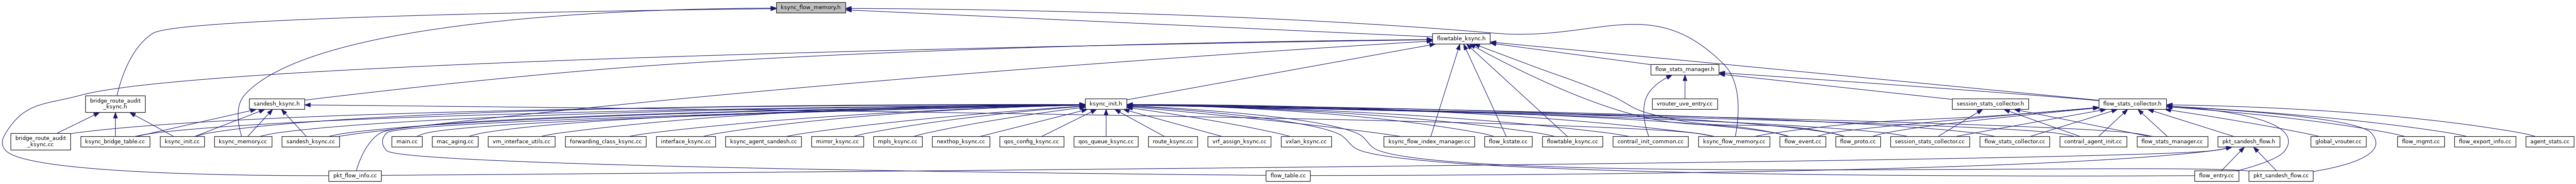 ksync_flow_memory.h
flowtable_ksync.h
flow_stats_manager.h
bridge_route_audit
_ksync.h
sandesh_ksync.h
ksync_init.h
vrouter_uve_entry.cc
session_stats_collector.h
flow_stats_collector.h
bridge_route_audit
_ksync.cc
ksync_bridge_table.cc
ksync_init.cc
ksync_memory.cc
sandesh_ksync.cc
main.cc
mac_aging.cc
vm_interface_utils.cc
forwarding_class_ksync.cc
interface_ksync.cc
ksync_agent_sandesh.cc
mirror_ksync.cc
mpls_ksync.cc
nexthop_ksync.cc
qos_config_ksync.cc
qos_queue_ksync.cc
route_ksync.cc
vrf_assign_ksync.cc
vxlan_ksync.cc
ksync_flow_index_manager.cc
flow_kstate.cc
flowtable_ksync.cc
contrail_init_common.cc
ksync_flow_memory.cc
flow_event.cc
flow_proto.cc
session_stats_collector.cc
flow_stats_collector.cc
contrail_agent_init.cc
flow_stats_manager.cc
pkt_sandesh_flow.h
global_vrouter.cc
flow_mgmt.cc
flow_export_info.cc
agent_stats.cc
pkt_flow_info.cc
flow_table.cc
flow_entry.cc
pkt_sandesh_flow.cc